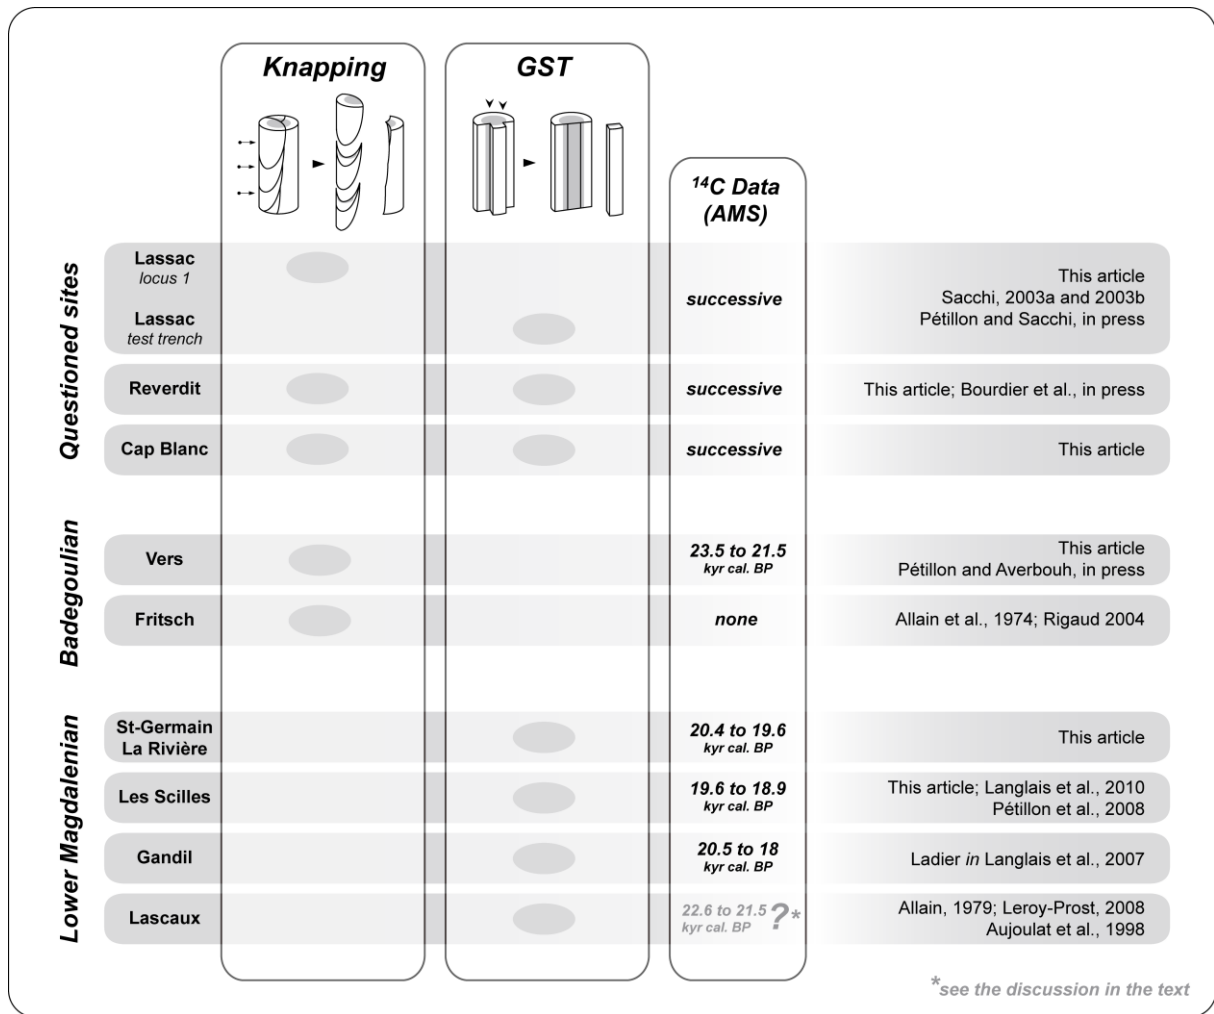 Knapping
GST
¹⁴C Data
(AMS)
Questioned sites
Lassac
locus 1
Lassac
test trench
successive
This article
Sacchi, 2003a and 2003b
Pétillon and Sacchi, in press
Reverdit
successive
This article; Bourdier et al., in press
Cap Blanc
successive
This article
Badegoulian
Vers
23.5 to 21.5
kyr cal. BP
This article
Pétillon and Averbouh, in press
Fritsch
none
Allain et al., 1974; Rigaud 2004
Lower Magdalenian
St-Germain
La Rivière
20.4 to 19.6
kyr cal. BP
This article
Les Scilles
19.6 to 18.9
kyr cal. BP
This article; Langlais et al., 2010
Pétillon et al., 2008
Gandil
20.5 to 18
kyr cal. BP
Ladier in Langlais et al., 2007
Lascaux
22.6 to 21.5
kyr cal. BP
?*
Allain, 1979; Leroy-Prost, 2008
Aujoulat et al., 1998
*see the discussion in the text